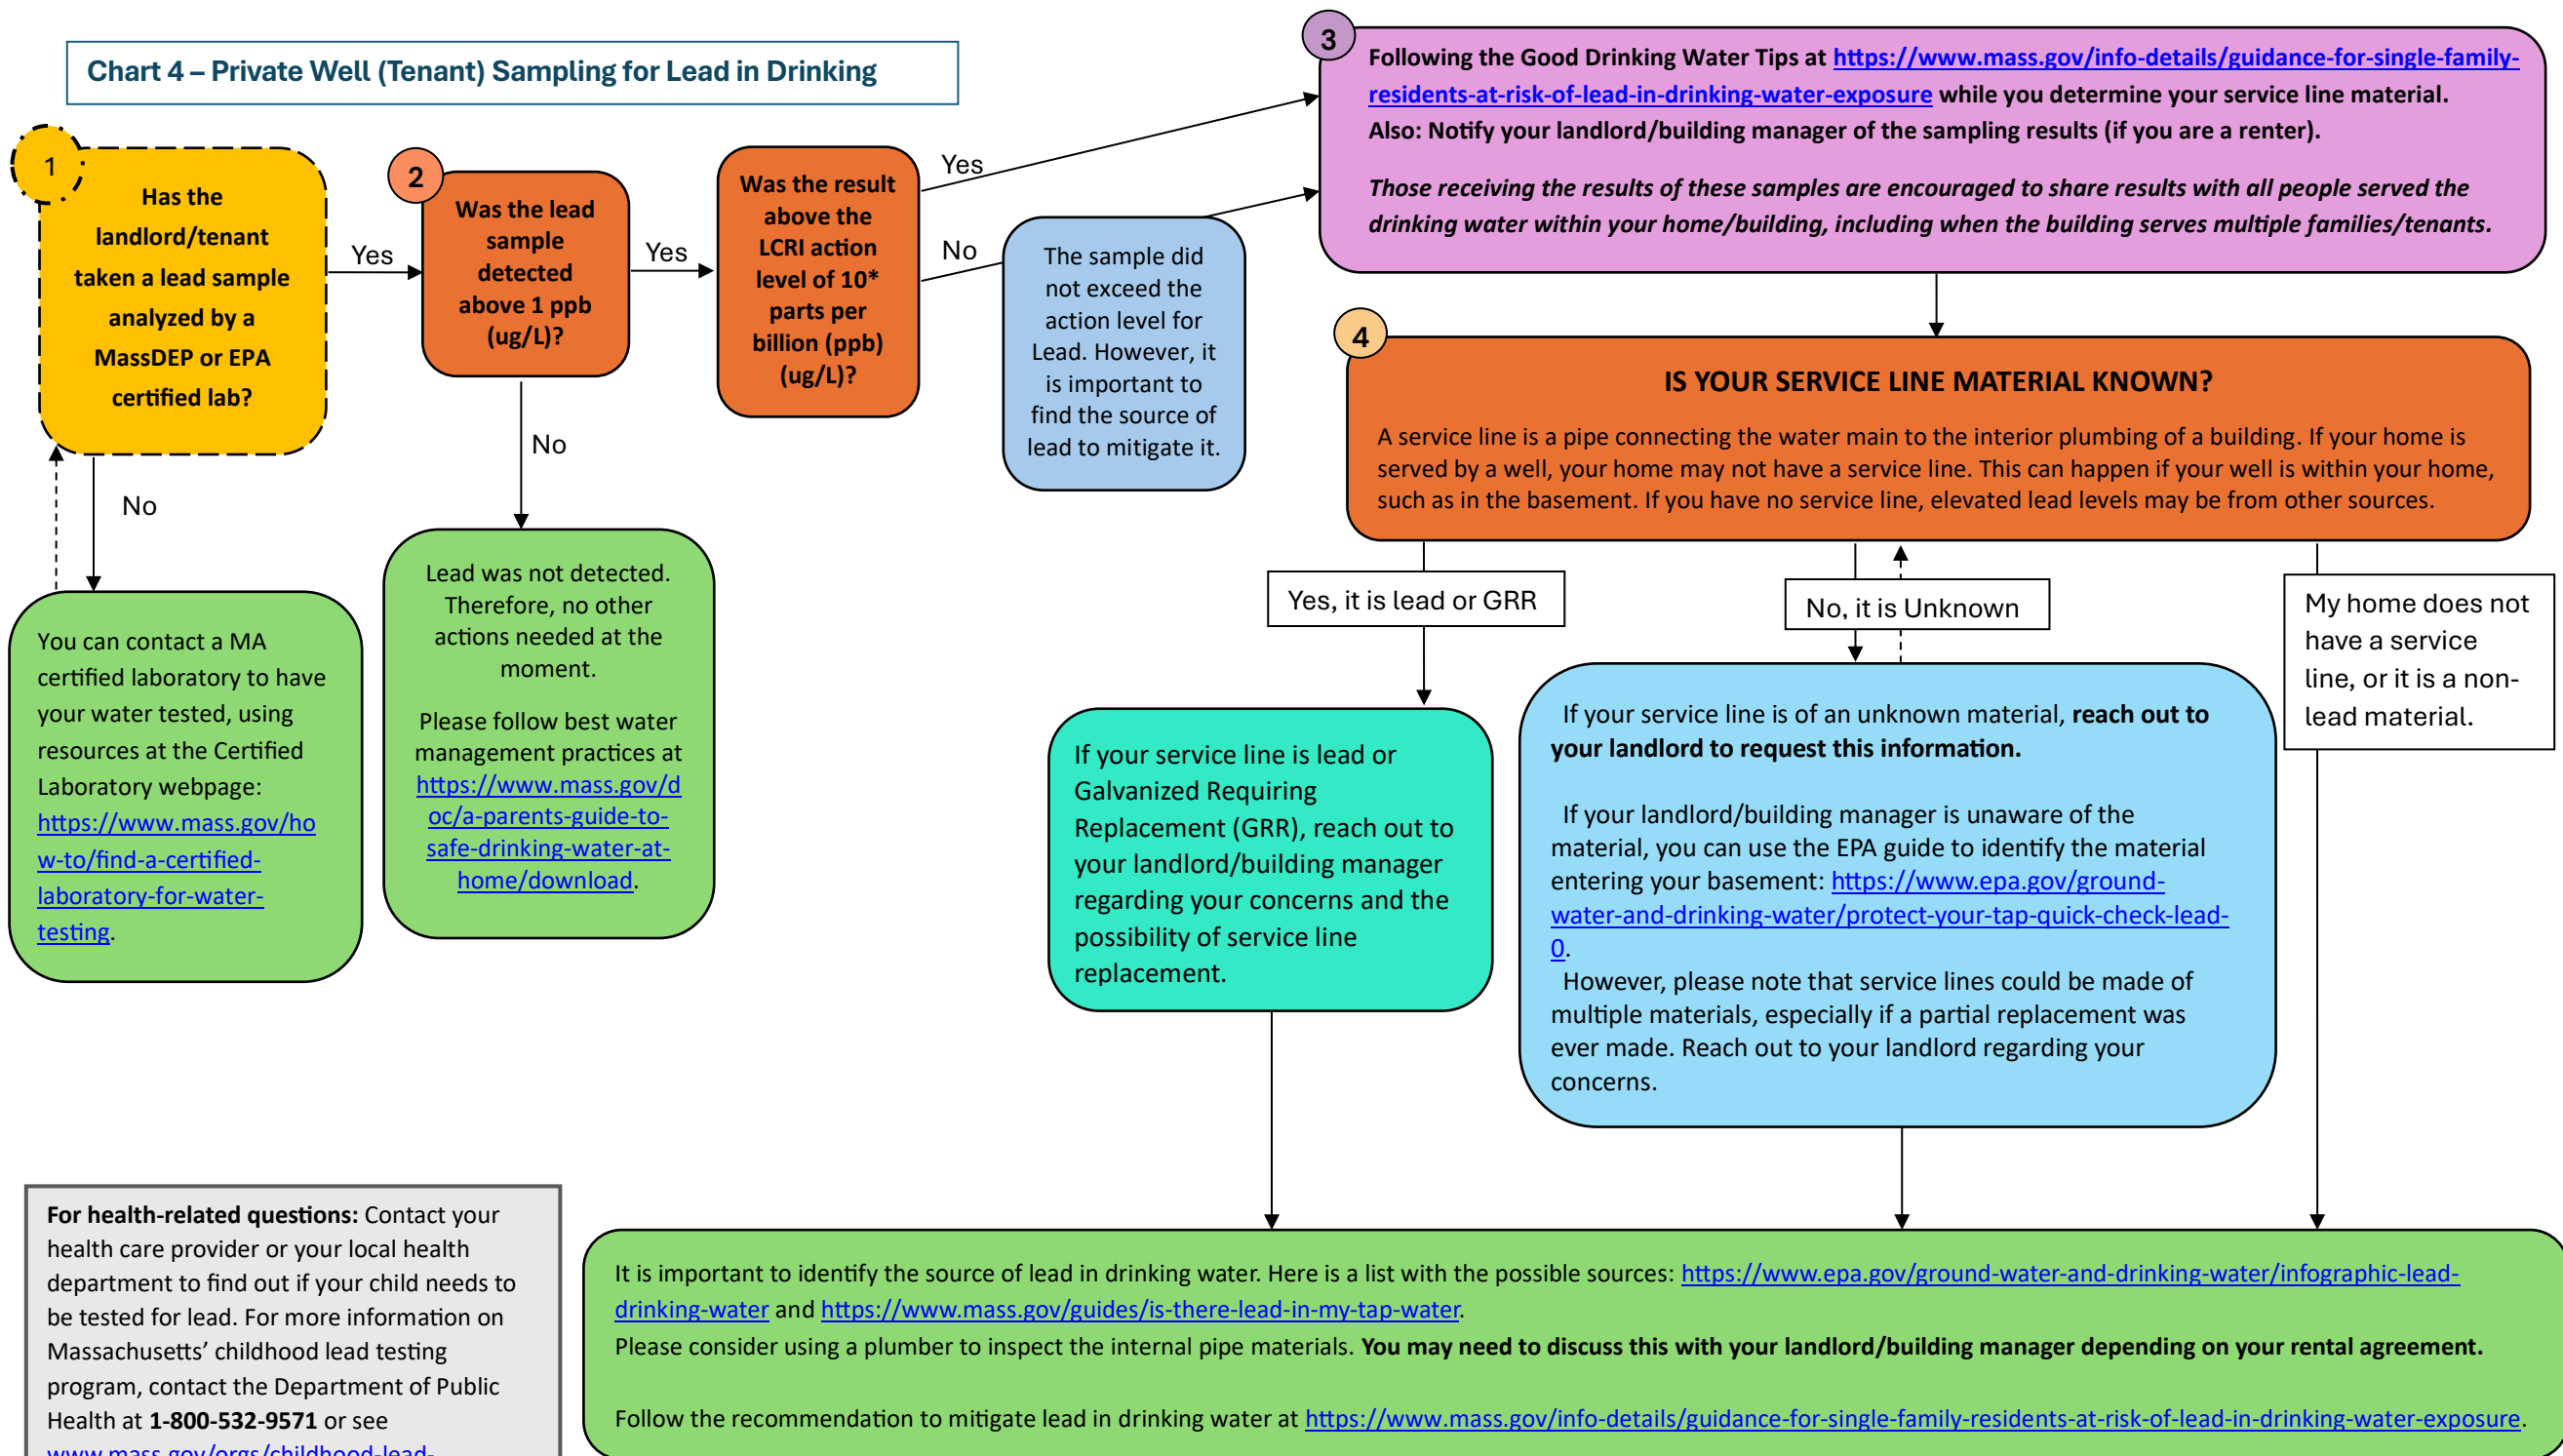 Chart 4 – Private Well (Tenant) Sampling for Lead in Drinking
1
Has the
landlord/tenant
taken a lead sample
analyzed by a
MassDEP or EPA
certified lab?
Yes
No
You can contact a MA
certified laboratory to have
your water tested, using
resources at the Certified
Laboratory webpage:
https://www.mass.gov/ho
w-to/find-a-certified-
laboratory-for-water-
testing.
2
Was the lead
sample
detected
above 1 ppb
(ug/L)?
Yes
No
Lead was not detected.
Therefore, no other
actions needed at the
moment.
Please follow best water
management practices at
https://www.mass.gov/d
oc/a-parents-guide-to-
safe-drinking-water-at-
home/download.
Was the result
above the
LCRI action
level of 10*
parts per
billion (ppb)
(ug/L)?
Yes
No
The sample did
not exceed the
action level for
Lead. However, it
is important to
find the source of
lead to mitigate it.
3
Following the Good Drinking Water Tips at https://www.mass.gov/info-details/guidance-for-single-family-
residents-at-risk-of-lead-in-drinking-water-exposure while you determine your service line material.
Also: Notify your landlord/building manager of the sampling results (if you are a renter).
Those receiving the results of these samples are encouraged to share results with all people served the
drinking water within your home/building, including when the building serves multiple families/tenants.
4
IS YOUR SERVICE LINE MATERIAL KNOWN?
A service line is a pipe connecting the water main to the interior plumbing of a building. If your home is
served by a well, your home may not have a service line. This can happen if your well is within your home,
such as in the basement. If you have no service line, elevated lead levels may be from other sources.
Yes, it is lead or GRR
If your service line is lead or
Galvanized Requiring
Replacement (GRR), reach out to
your landlord/building manager
regarding your concerns and the
possibility of service line
replacement.
No, it is Unknown
If your service line is of an unknown material, reach out to
your landlord to request this information.
If your landlord/building manager is unaware of the
material, you can use the EPA guide to identify the material
entering your basement: https://www.epa.gov/ground-
water-and-drinking-water/protect-your-tap-quick-check-lead-
0.
However, please note that service lines could be made of
multiple materials, especially if a partial replacement was
ever made. Reach out to your landlord regarding your
concerns.
My home does not
have a service
line, or it is a non-
lead material.
For health-related questions: Contact your
health care provider or your local health
department to find out if your child needs to
be tested for lead. For more information on
Massachusetts’ childhood lead testing
program, contact the Department of Public
Health at 1-800-532-9571 or see
www.mass.gov/orgs/childhood-lead-
It is important to identify the source of lead in drinking water. Here is a list with the possible sources: https://www.epa.gov/ground-water-and-drinking-water/infographic-lead-
drinking-water and https://www.mass.gov/guides/is-there-lead-in-my-tap-water.
Please consider using a plumber to inspect the internal pipe materials. You may need to discuss this with your landlord/building manager depending on your rental agreement.
Follow the recommendation to mitigate lead in drinking water at https://www.mass.gov/info-details/guidance-for-single-family-residents-at-risk-of-lead-in-drinking-water-exposure.